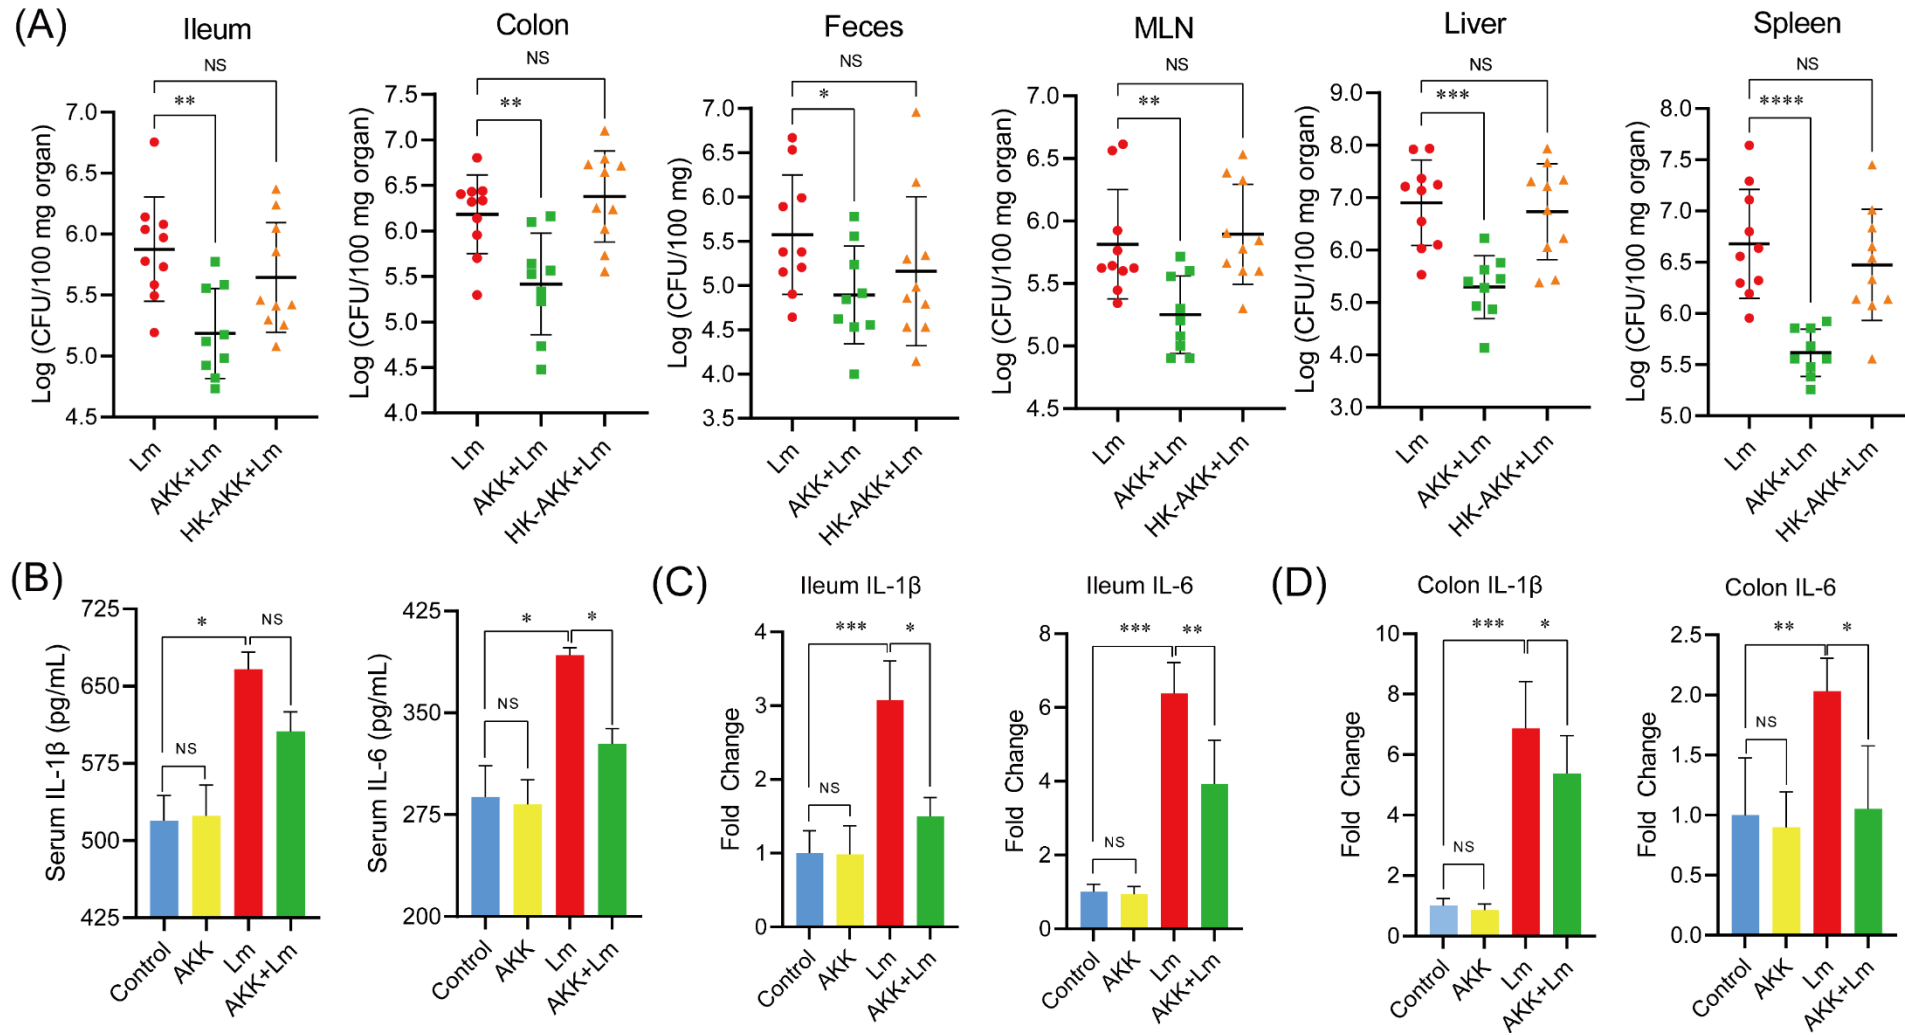 (A)
Ileum
Colon
Feces
MLN
Liver
Spleen
NS
**
Log (CFU/100 mg organ)
7.0
6.5
6.0
5.5
5.0
4.5
Lm
AKK+Lm
HK-AKK+Lm
NS
**
Log (CFU/100 mg organ)
7.5
7.0
6.5
6.0
5.5
5.0
4.5
4.0
Lm
AKK+Lm
HK-AKK+Lm
NS
*
Log (CFU/100 mg)
7.0
6.5
6.0
5.5
5.0
4.5
4.0
3.5
Lm
AKK+Lm
HK-AKK+Lm
NS
**
Log (CFU/100 mg organ)
7.0
6.5
6.0
5.5
5.0
4.5
Lm
AKK+Lm
HK-AKK+Lm
NS
***
Log (CFU/100 mg organ)
9.0
8.0
7.0
6.0
5.0
4.0
3.0
Lm
AKK+Lm
HK-AKK+Lm
NS
****
Log (CFU/100 mg organ)
8.0
7.5
7.0
6.5
6.0
5.5
5.0
Lm
AKK+Lm
HK-AKK+Lm
(B)
Serum IL-1β (pg/mL)
725
650
575
500
425
*
NS
NS
Control
AKK
Lm
AKK+Lm
Serum IL-6 (pg/mL)
425
350
275
200
*
*
NS
Control
AKK
Lm
AKK+Lm
(C)
Ileum IL-1β
Fold Change
4
3
2
1
0
***
*
NS
Control
AKK
Lm
AKK+Lm
Ileum IL-6
Fold Change
8
6
4
2
0
***
**
NS
Control
AKK
Lm
AKK+Lm
(D)
Colon IL-1β
Fold Change
10
8
6
4
2
0
***
*
NS
Control
AKK
Lm
AKK+Lm
Colon IL-6
Fold Change
2.5
2.0
1.5
1.0
0.5
0.0
**
*
NS
Control
AKK
Lm
AKK+Lm